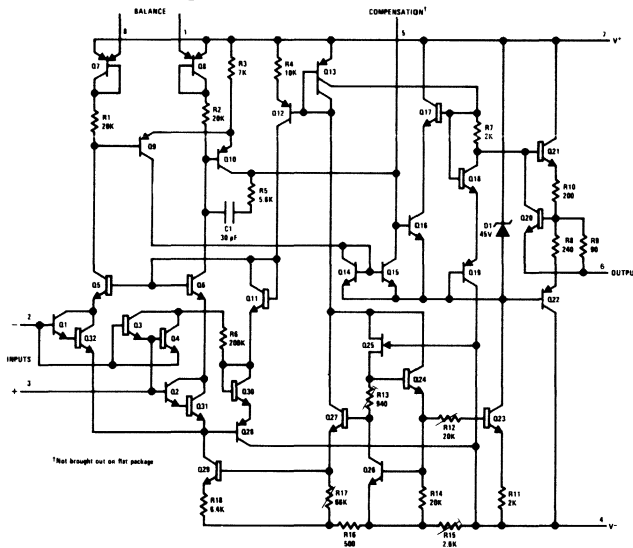 BALANCE
COMPENSATION†
8
1
5
7
V+
Q7
Q8
R3
7K
R4
10K
Q13
Q12
Q17
R7
2K
Q21
R1
20K
R2
20K
Q9
Q10
R5
5.6K
C1
30 pF
Q18
D1
45V
Q20
R10
200
R8
240
R9
90
6
OUTPUT
Q16
Q14
Q15
Q19
Q22
Q5
Q6
Q11
2
−
Q1
Q32
Q3
Q4
R6
200K
Q25
Q24
INPUTS
3
+
Q2
Q31
Q30
R13
940
Q27
R12
20K
Q23
Q28
†Not brought out on flat package
Q29
Q26
R18
6.4K
R17
66K
R14
20K
R11
2K
R16
500
R15
2.6K
4
V−